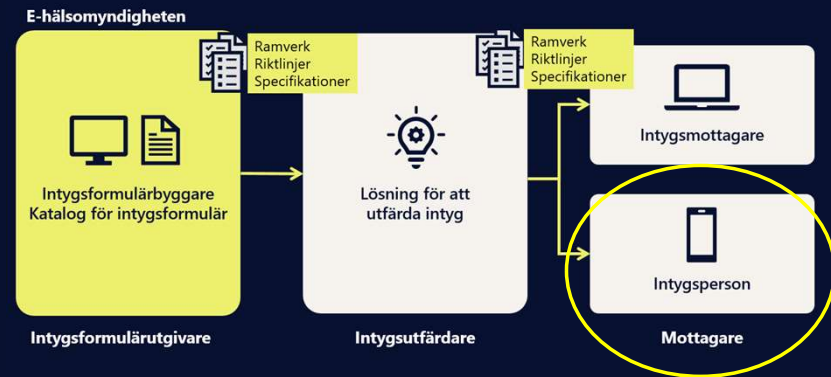 E-hälsomyndigheten
Ramverk
Riktlinjer
Specifikationer
Intygsformulärbyggare
Katalog för intygsformulär
Intygsformulärutgivare
Ramverk
Riktlinjer
Specifikationer
Lösning för att
utfärda intyg
Intygsutfärdare
Intygsmottagare
Intygsperson
Mottagare